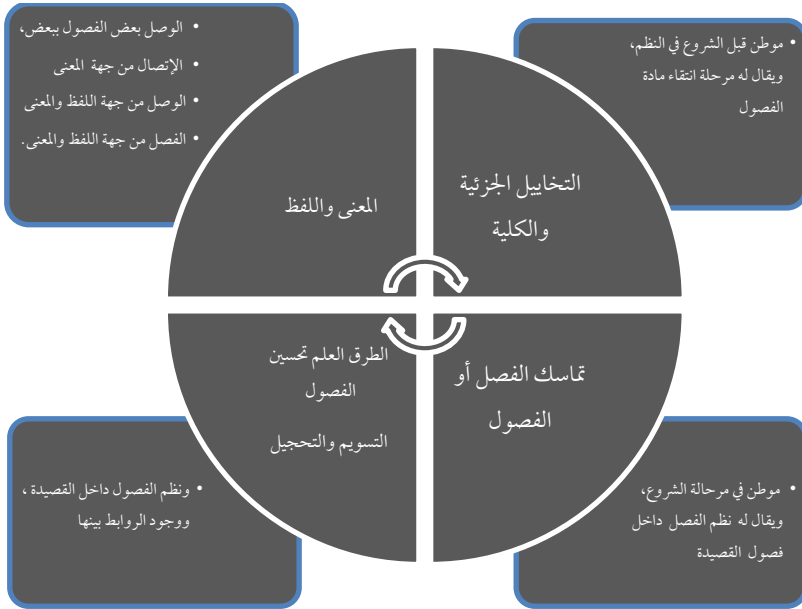 • موطن قبل الشروع في النظم،
ويقال له مرحلة انتقاء مادة
الفصول
• الوصل بعض الفصول ببعض،
• الإتصال من جهة المعنى
• الوصل من جهة اللفظ والمعنى
• الفصل من جهة اللفظ والمعنى.
التخاييل الجزئية
والكلية
المعنى واللفظ
تماسك الفصل أو
الفصول
الطرق العلم تحسين
الفصول
التسويم والتحجيل
• موطن في مرحالة الشروع،
ويقال له نظم الفصل داخل
فصول القصيدة
• ونظم الفصول داخل القصيدة ،
ووجود الروابط بينها